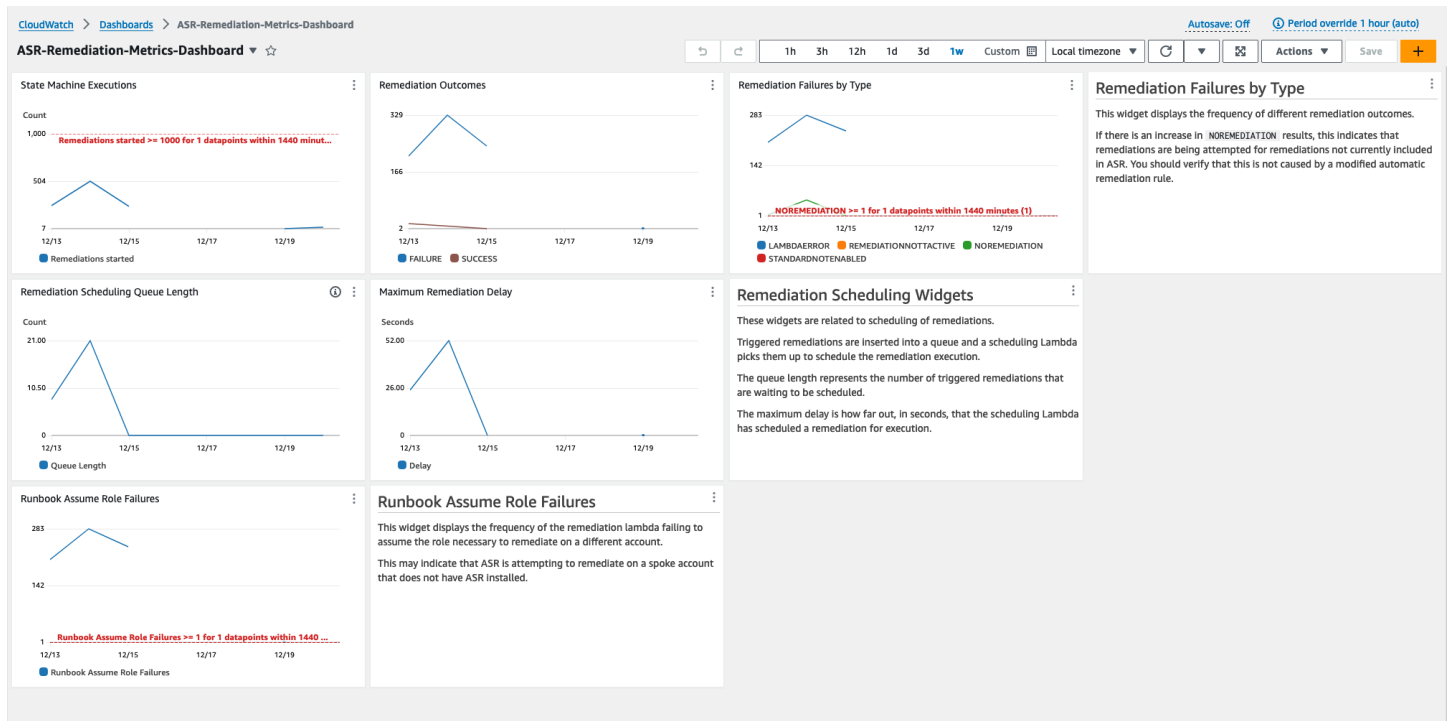 CloudWatch > Dashboards > ASR-Remediation-Metrics-Dashboard
Autosave: Off
Period override 1 hour (auto)
ASR-Remediation-Metrics-Dashboard
1h 3h 12h 1d 3d 1w Custom Local timezone Actions Save +
State Machine Executions
Count
1,000
Remediations started >= 1000 for 1 datapoints within 1440 minut...
504
7
12/13 12/15 12/17 12/19
Remediations started
Remediation Outcomes
329
166
2
12/13 12/15 12/17 12/19
FAILURE SUCCESS
Remediation Failures by Type
283
142
1
NOREMEDIATION >= 1 for 1 datapoints within 1440 minutes (1)
12/13 12/15 12/17 12/19
LAMBDAERROR REMEDIATIONNOTTACTIVE NOREMEDIATION
STANDARDNOTENABLED
Remediation Failures by Type
This widget displays the frequency of different remediation outcomes.
If there is an increase in NOREMEDIATION results, this indicates that
remediations are being attempted for remediations not currently included
in ASR. You should verify that this is not caused by a modified automatic
remediation rule.
Remediation Scheduling Queue Length
Count
21.00
10.50
0
12/13 12/15 12/17 12/19
Queue Length
Maximum Remediation Delay
Seconds
52.00
26.00
0
12/13 12/15 12/17 12/19
Delay
Remediation Scheduling Widgets
These widgets are related to scheduling of remediations.
Triggered remediations are inserted into a queue and a scheduling Lambda
picks them up to schedule the remediation execution.
The queue length represents the number of triggered remediations that
are waiting to be scheduled.
The maximum delay is how far out, in seconds, that the scheduling Lambda
has scheduled a remediation for execution.
Runbook Assume Role Failures
283
142
1
Runbook Assume Role Failures >= 1 for 1 datapoints within 1440 ...
12/13 12/15 12/17 12/19
Runbook Assume Role Failures
Runbook Assume Role Failures
This widget displays the frequency of the remediation lambda failing to
assume the role necessary to remediate on a different account.
This may indicate that ASR is attempting to remediate on a spoke account
that does not have ASR installed.